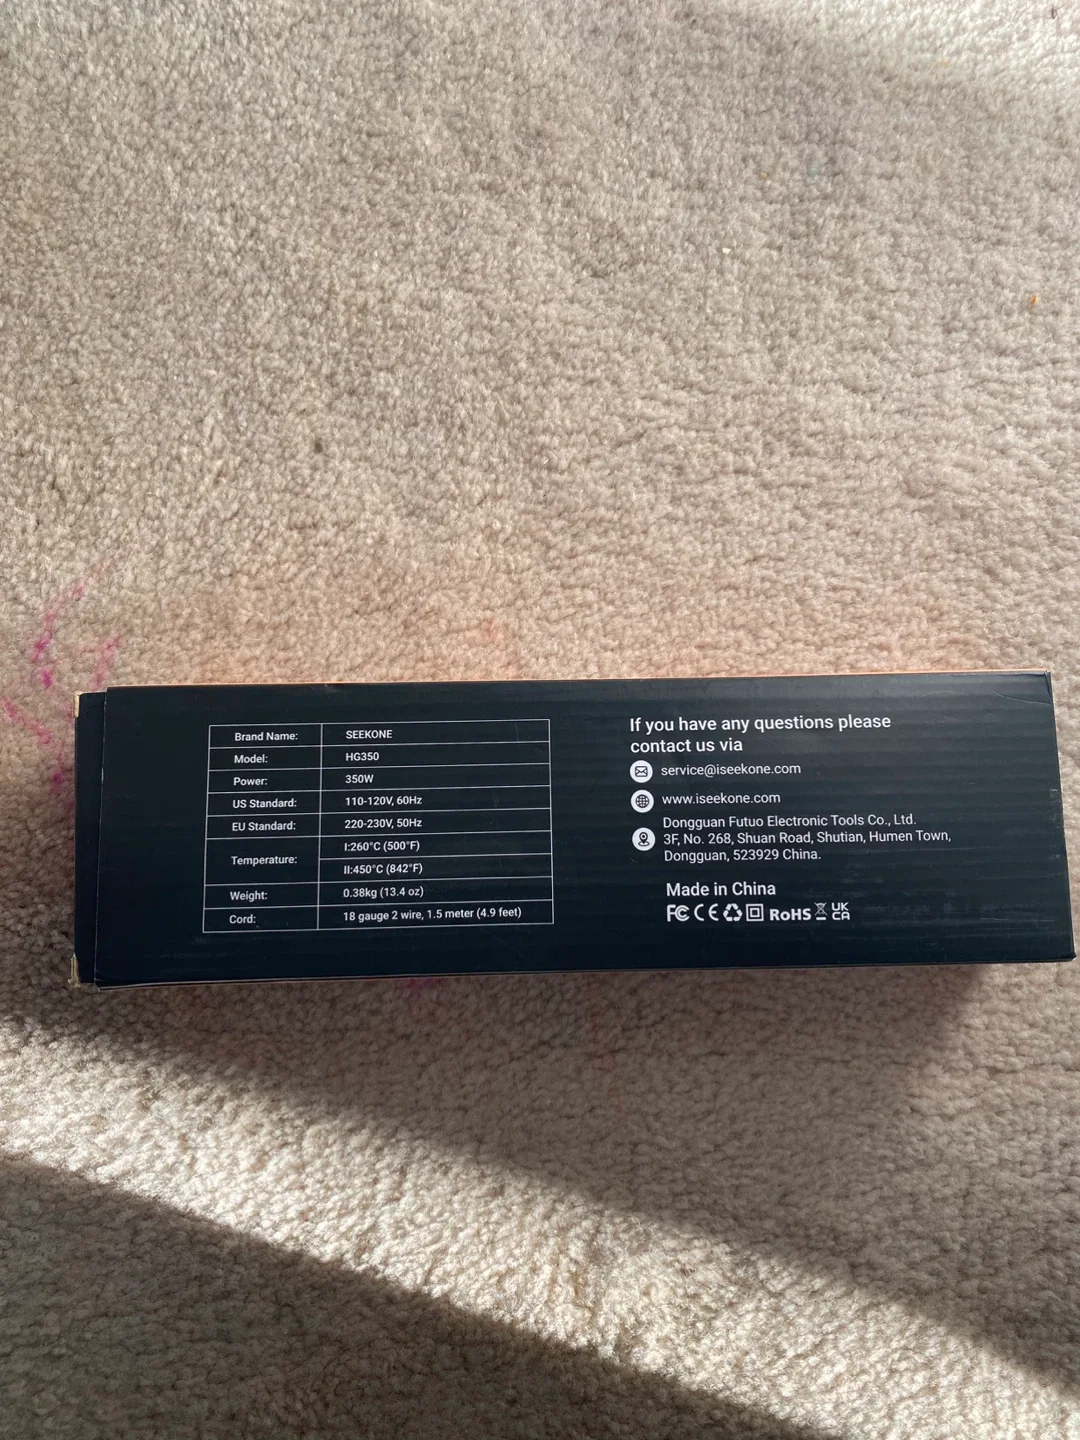 Brand Name: SEEKONE
Model: HG350
Power: 350W
US Standard: 110-120V, 60Hz
EU Standard: 220-230V, 50Hz
Temperature: I:260°C (500°F)
II:450°C (842°F)
Weight: 0.38kg (13.4 oz)
Cord: 18 gauge 2 wire, 1.5 meter (4.9 feet)
If you have any questions please
contact us via
service@iseekone.com
www.iseekone.com
Dongguan Futuo Electronic Tools Co., Ltd.
3F, No. 268, Shuan Road, Shutian, Humen Town,
Dongguan, 523929 China.
Made in China
FC CE RoHS UK CA